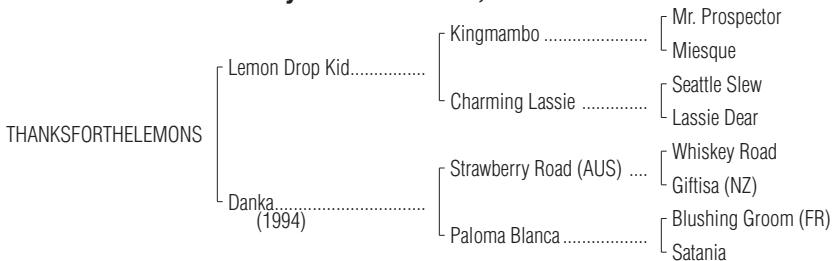 Mr. Prospector
Kingmambo ......................
Miesque
Lemon Drop Kid................
Seattle Slew
Charming Lassie ..............
Lassie Dear
THANKSFORTHELEMONS
Whiskey Road
Strawberry Road (AUS) ....
Giftisa (NZ)
Danka................................
(1994)
Blushing Groom (FR)
Paloma Blanca ..................
Satania